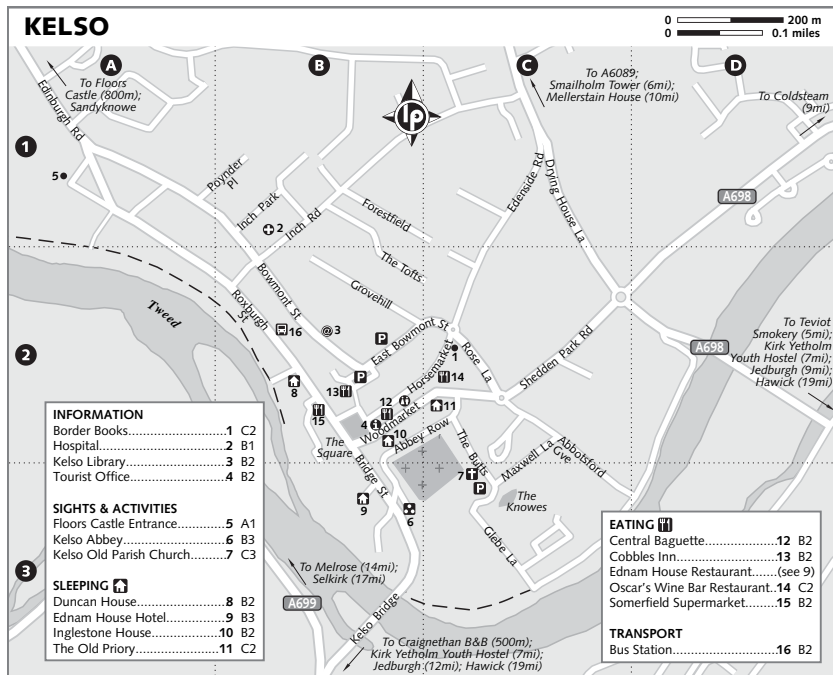 KELSO
0 200 m
0 0.1 miles
A
B
C
D
To Floors
Castle (800m);
Sandyknowe
To A6089;
Smailholm Tower (6mi);
Mellerstain House (10mi)
To Coldsteam
(9mi)
lp
Edinburgh Rd
1
5
Poynder
Pl
Inch Park
2
Inch Rd
Forestfield
Edenside Rd
Drying House La
A698
The Tofts
Grovehill
Bowmont St
Roxburgh
St
Tweed
16
@ 3
P
East Bowmont St
Horsemarket
1
Rose La
Shedden Park Rd
A698
To Teviot
Smokery (5mi);
Kirk Yetholm
Youth Hostel (7mi);
Jedburgh (9mi);
Hawick (19mi)
2
8
13
P
14
12
11
15
4
Woodmarket
10
Abbey Row
The
Square
The Butts
Maxwell La
Abbotsford
Gve
Bridge St
7
P
The
Knowes
9
6
Glebe La
3
To Melrose (14mi);
Selkirk (17mi)
A699
Kelso Bridge
To Craignethan B&B (500m);
Kirk Yetholm Youth Hostel (7mi);
Jedburgh (12mi); Hawick (19mi)
INFORMATION
Border Books..............................1 C2
Hospital.......................................2 B1
Kelso Library...............................3 B2
Tourist Office..............................4 B2
SIGHTS & ACTIVITIES
Floors Castle Entrance................5 A1
Kelso Abbey................................6 B3
Kelso Old Parish Church.............7 C3
SLEEPING
Duncan House............................8 B2
Ednam House Hotel...................9 B3
Inglestone House......................10 B2
The Old Priory..........................11 C2
EATING
Central Baguette.......................12 B2
Cobbles Inn...............................13 B2
Ednam House Restaurant......(see 9)
Oscar's Wine Bar Restaurant..14 C2
Somerfield Supermarket..........15 B2
TRANSPORT
Bus Station................................16 B2